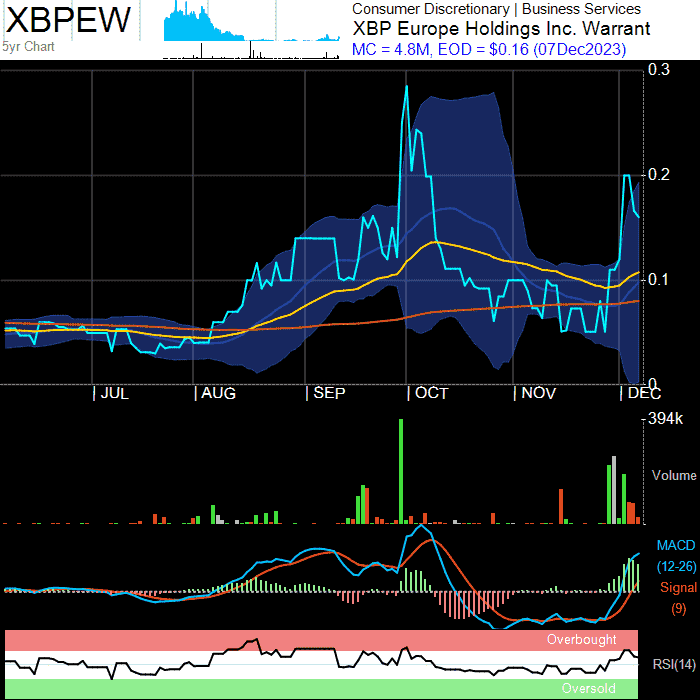 XBPEW
5yr Chart
Consumer Discretionary | Business Services
XBP Europe Holdings Inc. Warrant
MC = 4.8M, EOD = $0.16 (07Dec2023)
0.3
0.2
0.1
0
JUL AUG SEP OCT NOV DEC
394k
Volume
MACD
(12-26)
Signal
(9)
Overbought
RSI(14)
Oversold